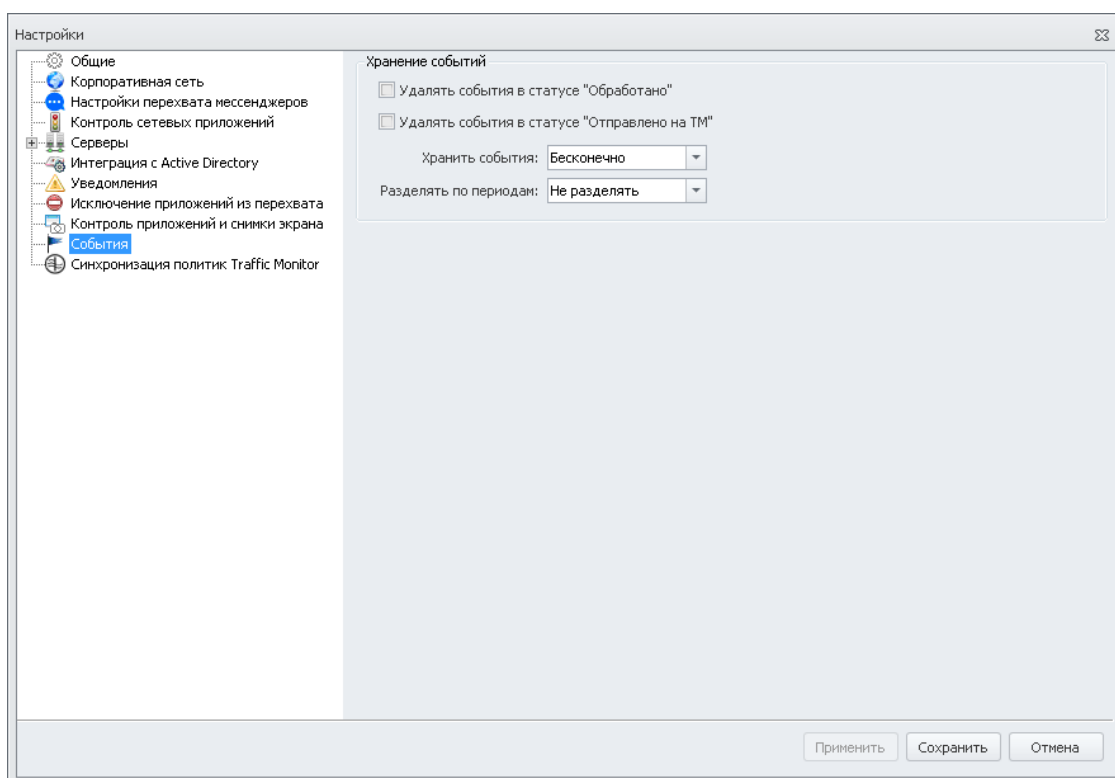 Настройки
Общие
Корпоративная сеть
Настройки перехвата мессенджеров
Контроль сетевых приложений
Серверы
Интеграция с Active Directory
Уведомления
Исключение приложений из перехвата
Контроль приложений и снимки экрана
События
Синхронизация политик Traffic Monitor
Хранение событий
Удалять события в статусе "Обработано"
Удалять события в статусе "Отправлено на ТМ"
Хранить события: Бесконечно
Разделять по периодам: Не разделять
Применить Сохранить Отмена